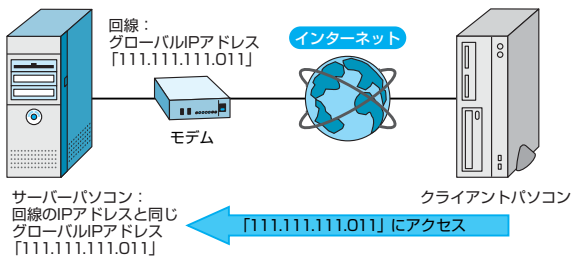 回線：
グローバルIPアドレス
「111.111.111.011」
インターネット
モデム
サーバーパソコン：
回線のIPアドレスと同じ
グローバルIPアドレス
「111.111.111.011」
クライアントパソコン
「111.111.111.011」にアクセス